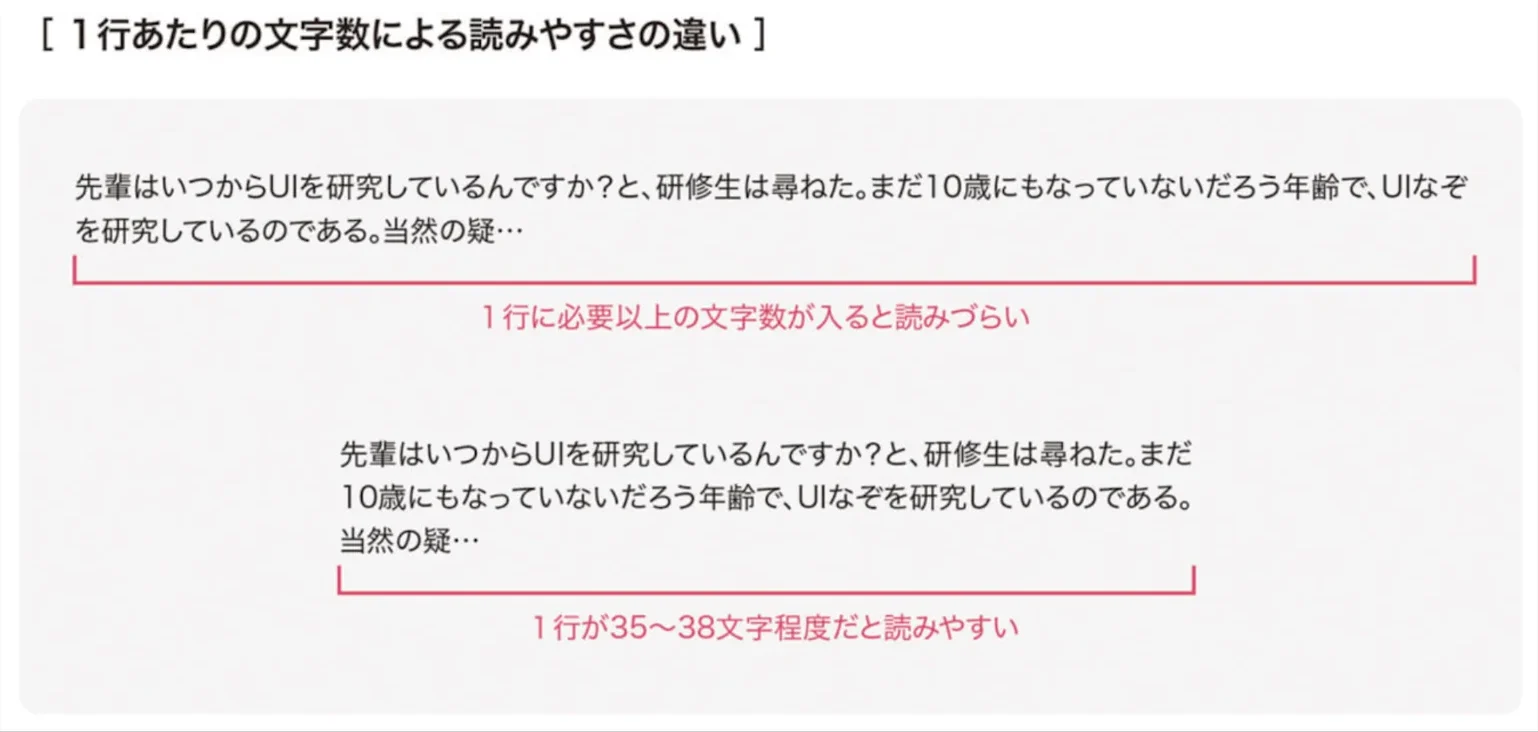 [ 1行あたりの文字数による読みやすさの違い ]
先輩はいつからUIを研究しているんですか？と、研修生は尋ねた。まだ10歳にもなっていないだろう年齢で、UIなぞ
を研究しているのである。当然の疑…
1行に必要以上の文字数が入ると読みづらい
先輩はいつからUIを研究しているんですか？と、研修生は尋ねた。まだ
10歳にもなっていないだろう年齢で、UIなぞを研究しているのである。
当然の疑…
1行が35〜38文字程度だと読みやすい